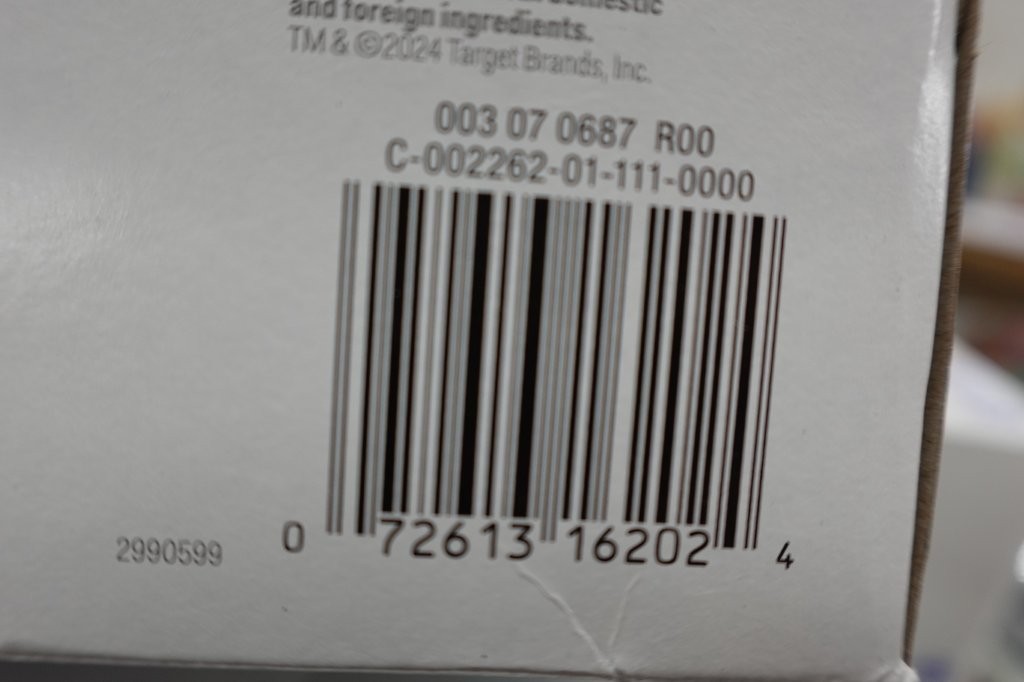 domestic
and foreign ingredients.
TM & ©2024 Target Brands, Inc.
003 07 0687 R00
C-002262-01-111-0000
2990599
0 72613 16202 4